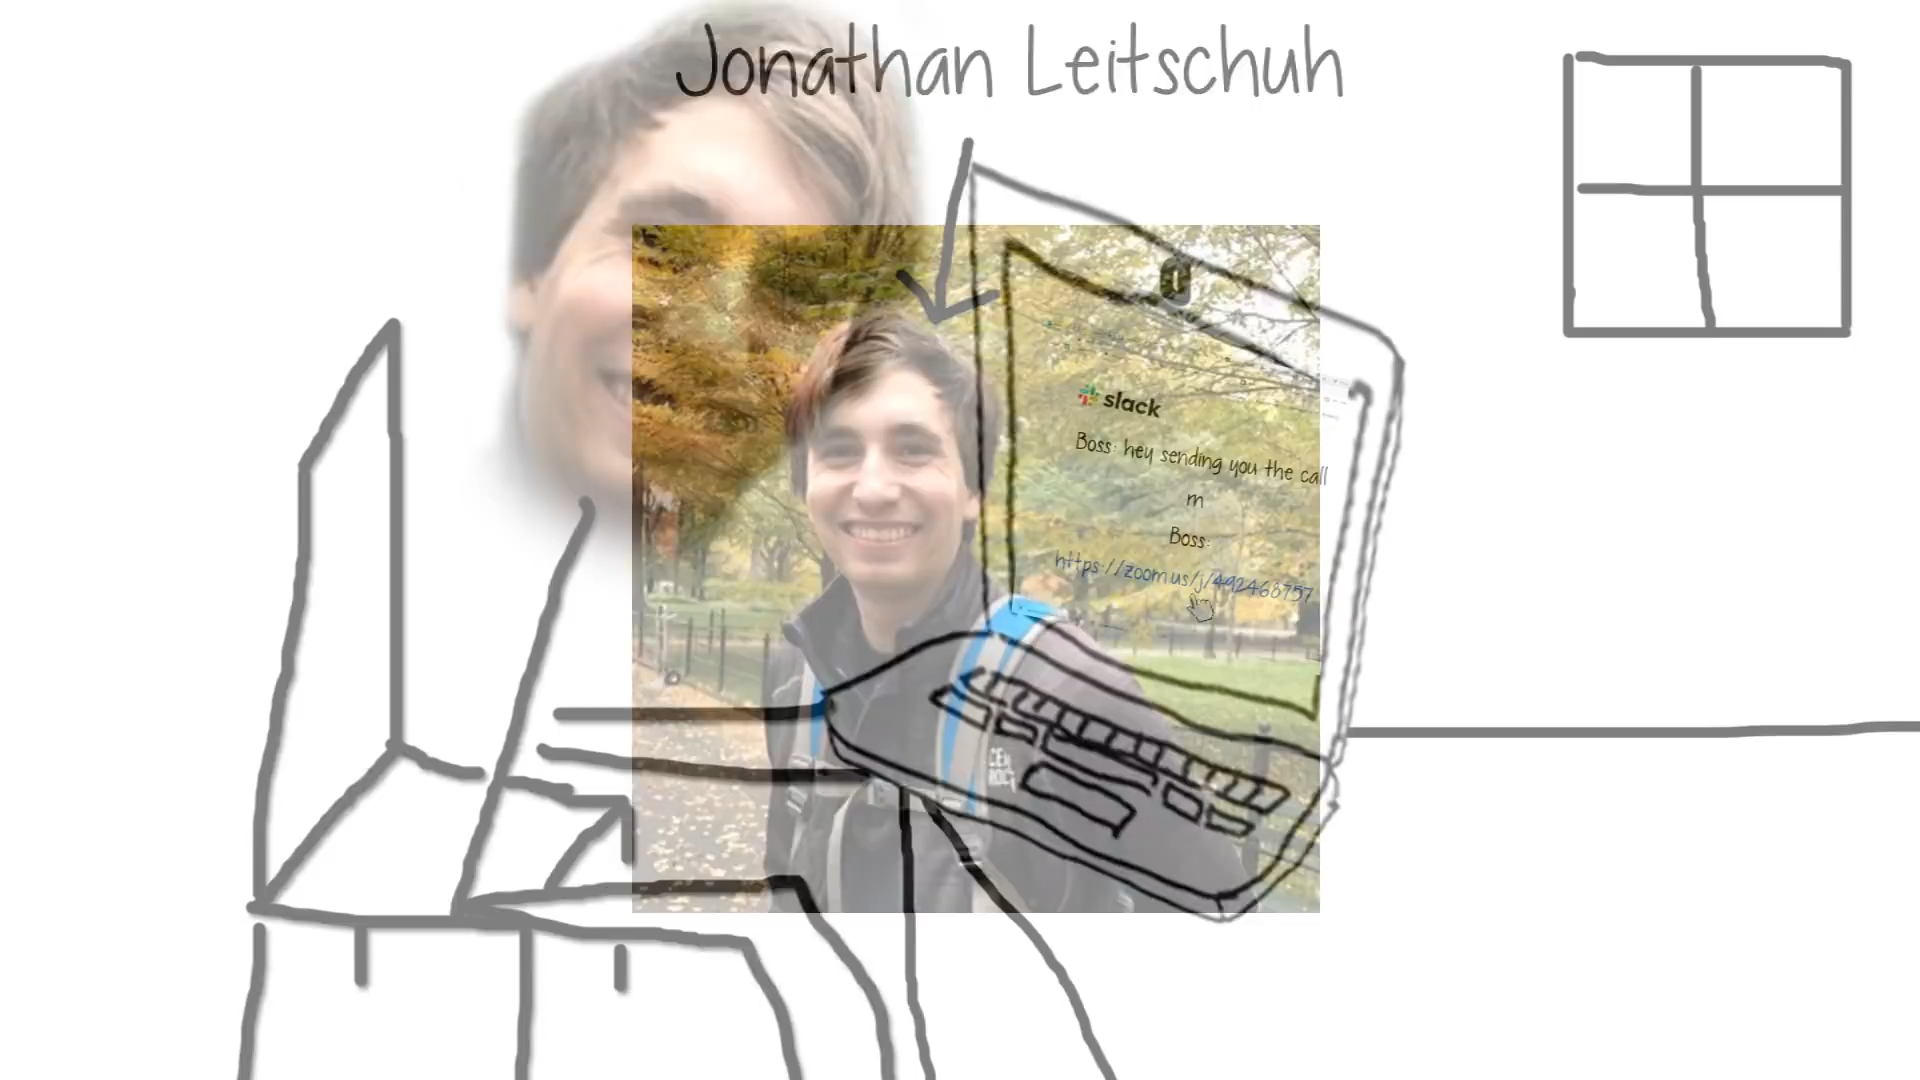 Jonathan Leitschuh
slack
Boss: hey sending you the call
m
Boss:
https://zoom.us/j/492468757